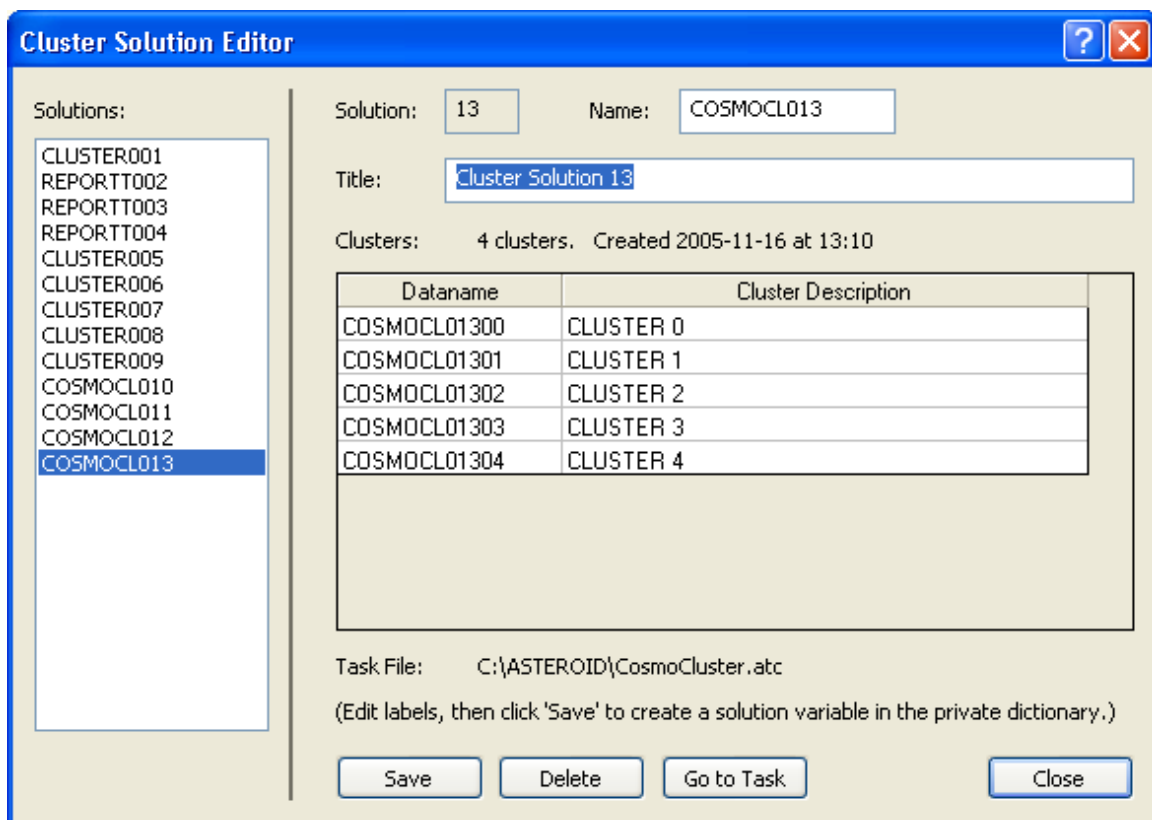 Cluster Solution Editor
Solutions:
CLUSTER001
REPORTT002
REPORTT003
REPORTT004
CLUSTER005
CLUSTER006
CLUSTER007
CLUSTER008
CLUSTER009
COSMOCL010
COSMOCL011
COSMOCL012
COSMOCL013
Solution: 13 Name: COSMOCL013
Title: Cluster Solution 13
Clusters: 4 clusters. Created 2005-11-16 at 13:10
Dataname Cluster Description
COSMOCL01300 CLUSTER 0
COSMOCL01301 CLUSTER 1
COSMOCL01302 CLUSTER 2
COSMOCL01303 CLUSTER 3
COSMOCL01304 CLUSTER 4
Task File: C:\ASTEROID\CosmoCluster.atc
(Edit labels, then click 'Save' to create a solution variable in the private dictionary.)
Save Delete Go to Task Close